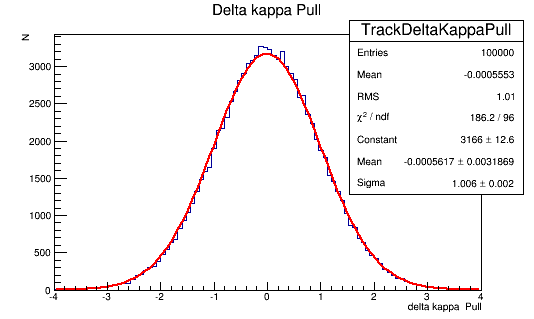 Delta kappa Pull
TrackDeltaKappaPull
Entries 100000
Mean -0.0005553
RMS 1.01
χ² / ndf 186.2 / 96
Constant 3166 ± 12.6
Mean -0.0005617 ± 0.0031869
Sigma 1.006 ± 0.002
N
3000
2500
2000
1500
1000
500
0
-4 -3 -2 -1 0 1 2 3 4
delta kappa Pull